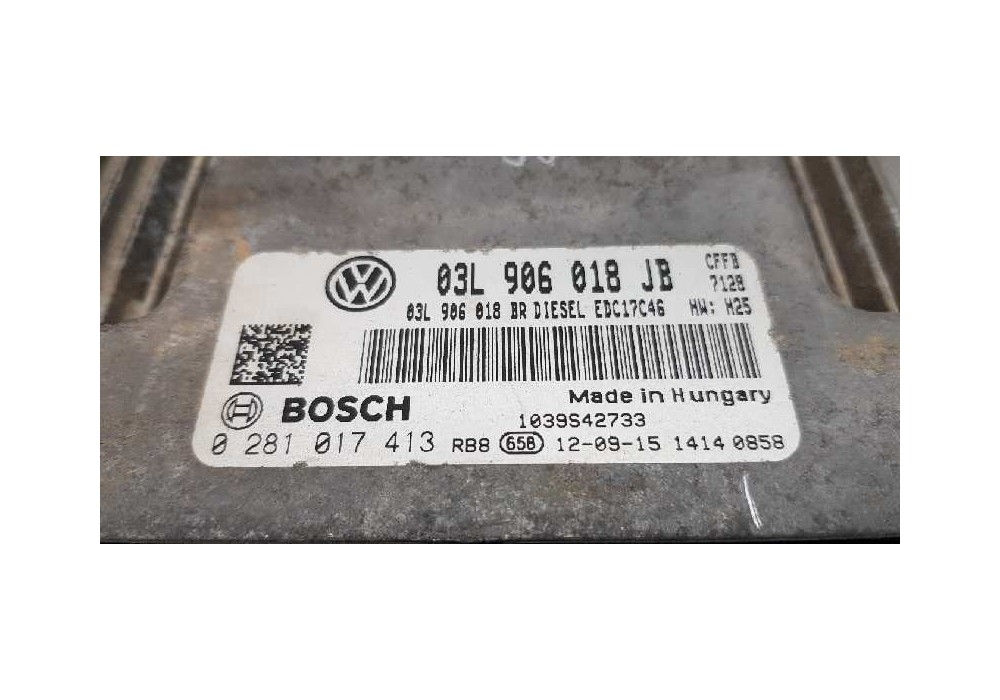 03L 906 018 JB CFFB
7128
03L 906 018 BR DIESEL EDC17C46 HW: H25
Made in Hungary
BOSCH
1039S42733
0 281 017 413 RB8 658 12-09-15 1414 0858